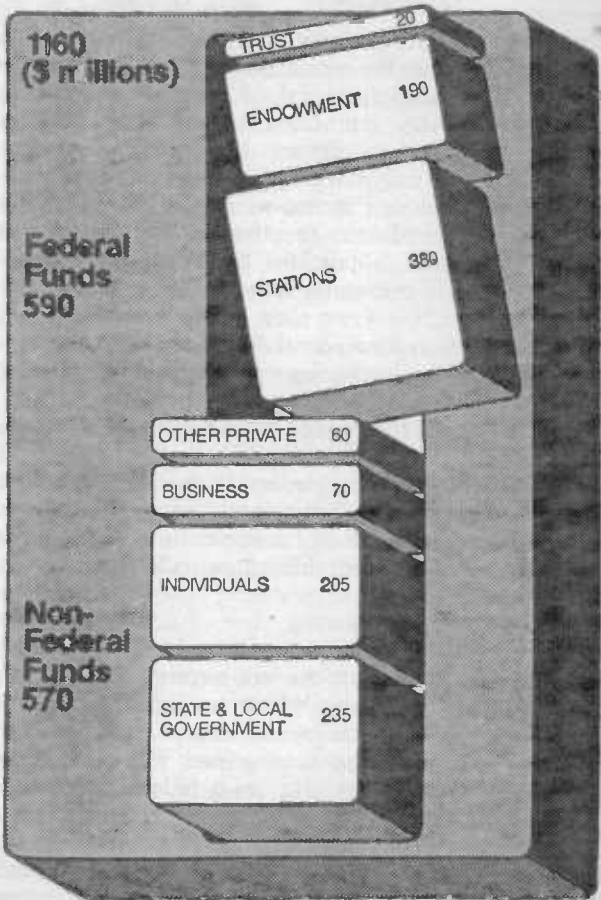 1160
($ millions)
TRUST 20
ENDOWMENT 190
Federal
Funds
590
STATIONS 380
OTHER PRIVATE 60
BUSINESS 70
INDIVIDUALS 205
Non-
Federal
Funds
570
STATE & LOCAL 235
GOVERNMENT